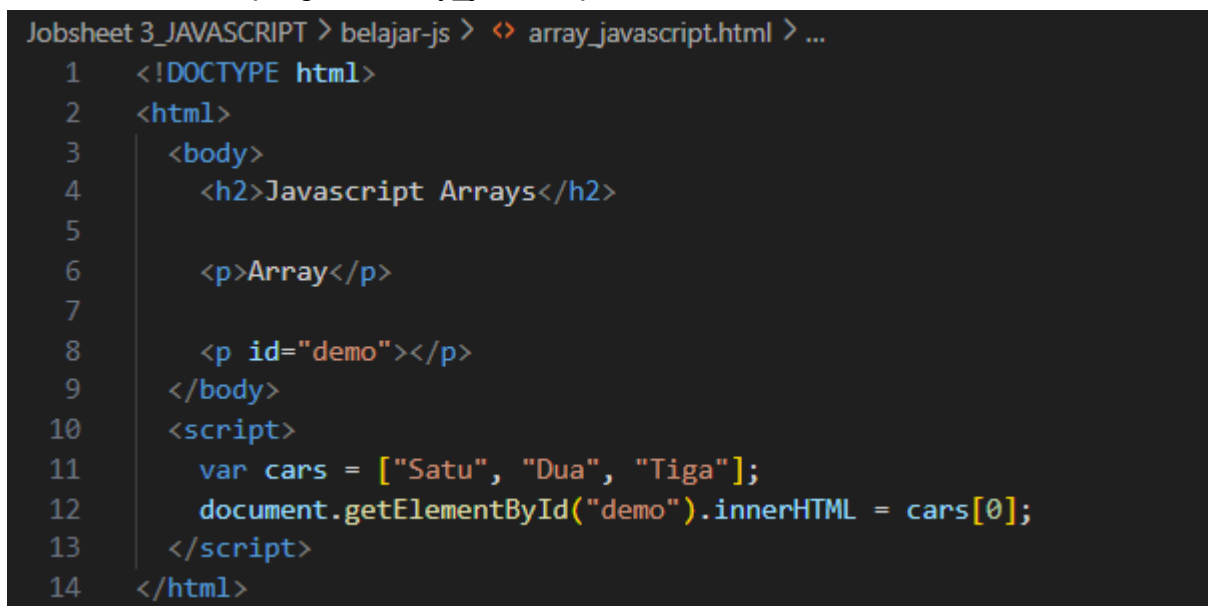 Jobsheet 3_JAVASCRIPT > belajar-js > <> array_javascript.html > ...
1 <!DOCTYPE html>
2 <html>
3 <body>
4 <h2>Javascript Arrays</h2>
5
6 <p>Array</p>
7
8 <p id="demo"></p>
9 </body>
10 <script>
11 var cars = ["Satu", "Dua", "Tiga"];
12 document.getElementById("demo").innerHTML = cars[0];
13 </script>
14 </html>